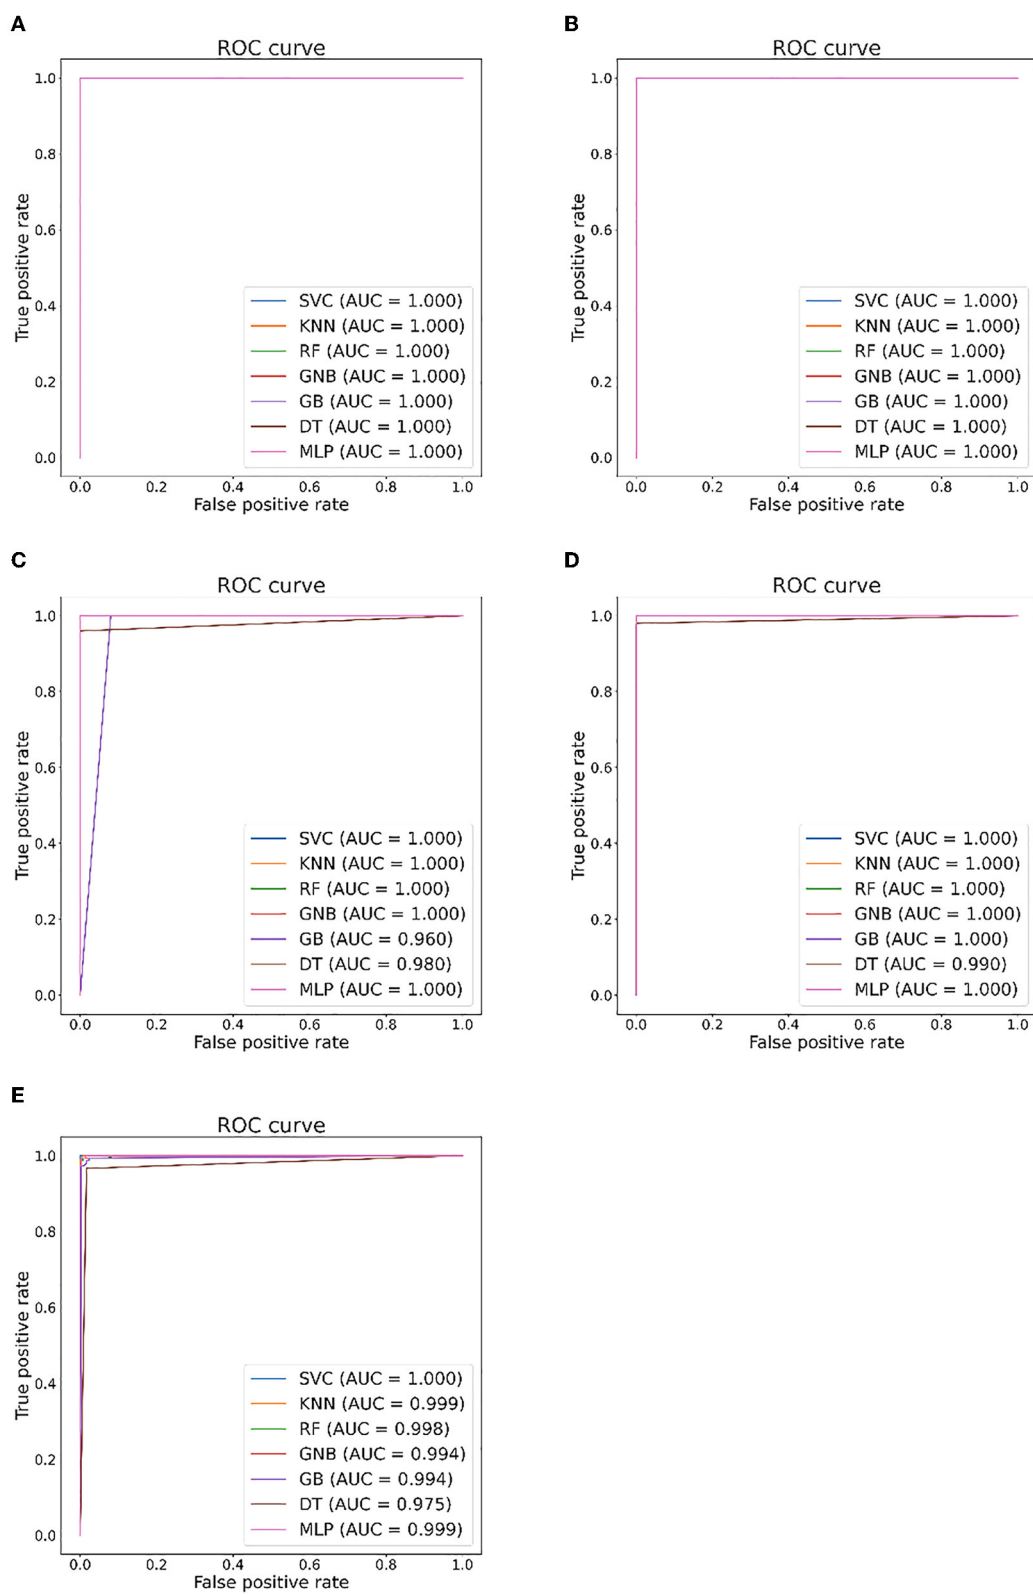 A
ROC curve
1.0
0.8
0.6
0.4
0.2
0.0
True positive rate
SVC (AUC = 1.000)
KNN (AUC = 1.000)
RF (AUC = 1.000)
GNB (AUC = 1.000)
GB (AUC = 1.000)
DT (AUC = 1.000)
MLP (AUC = 1.000)
0.0 0.2 0.4 0.6 0.8 1.0
False positive rate
B
ROC curve
1.0
0.8
0.6
0.4
0.2
0.0
True positive rate
SVC (AUC = 1.000)
KNN (AUC = 1.000)
RF (AUC = 1.000)
GNB (AUC = 1.000)
GB (AUC = 1.000)
DT (AUC = 1.000)
MLP (AUC = 1.000)
0.0 0.2 0.4 0.6 0.8 1.0
False positive rate
C
ROC curve
1.0
0.8
0.6
0.4
0.2
0.0
True positive rate
SVC (AUC = 1.000)
KNN (AUC = 1.000)
RF (AUC = 1.000)
GNB (AUC = 1.000)
GB (AUC = 0.960)
DT (AUC = 0.980)
MLP (AUC = 1.000)
0.0 0.2 0.4 0.6 0.8 1.0
False positive rate
D
ROC curve
1.0
0.8
0.6
0.4
0.2
0.0
True positive rate
SVC (AUC = 1.000)
KNN (AUC = 1.000)
RF (AUC = 1.000)
GNB (AUC = 1.000)
GB (AUC = 1.000)
DT (AUC = 0.990)
MLP (AUC = 1.000)
0.0 0.2 0.4 0.6 0.8 1.0
False positive rate
E
ROC curve
1.0
0.8
0.6
0.4
0.2
0.0
True positive rate
SVC (AUC = 1.000)
KNN (AUC = 0.999)
RF (AUC = 0.998)
GNB (AUC = 0.994)
GB (AUC = 0.994)
DT (AUC = 0.975)
MLP (AUC = 0.999)
0.0 0.2 0.4 0.6 0.8 1.0
False positive rate